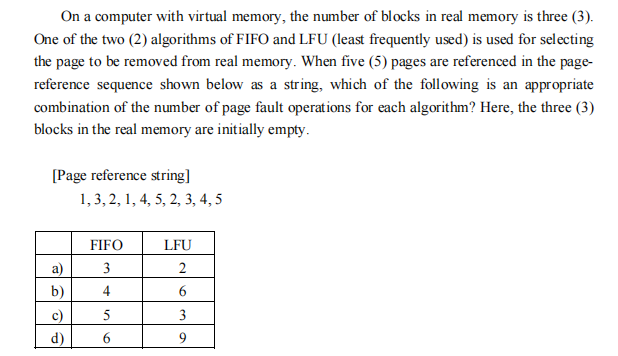 On a computer with virtual memory, the number of blocks in real memory is three (3).
One of the two (2) algorithms of FIFO and LFU (least frequently used) is used for selecting
the page to be removed from real memory. When five (5) pages are referenced in the page-
reference sequence shown below as a string, which of the following is an appropriate
combination of the number of page fault operations for each algorithm? Here, the three (3)
blocks in the real memory are initially empty.
[Page reference string]
1, 3, 2, 1, 4, 5, 2, 3, 4, 5
FIFO LFU
a) 3 2
b) 4 6
c) 5 3
d) 6 9